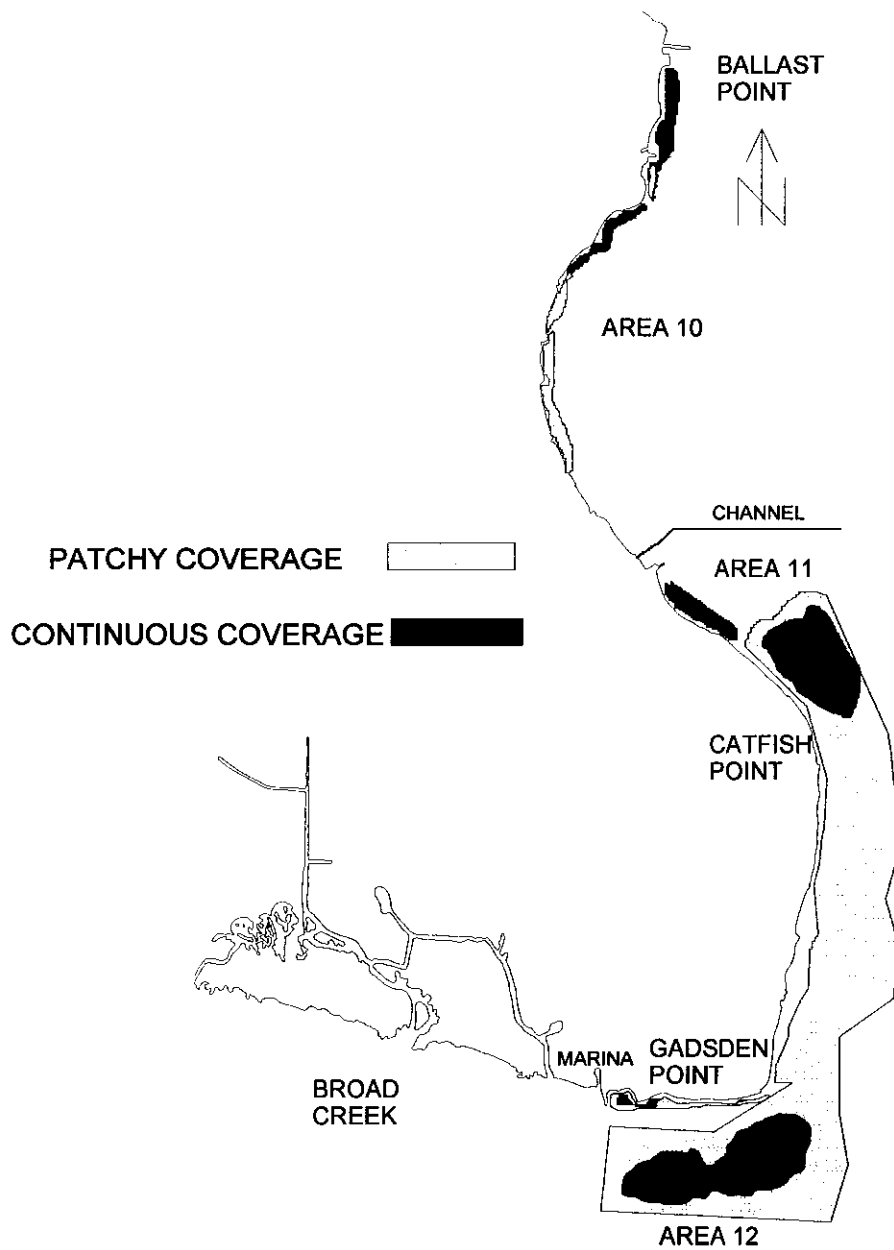 BALLAST
POINT
N
AREA 10
CHANNEL
PATCHY COVERAGE
AREA 11
CONTINUOUS COVERAGE
CATFISH
POINT
MARINA
GADSDEN
POINT
BROAD
CREEK
AREA 12